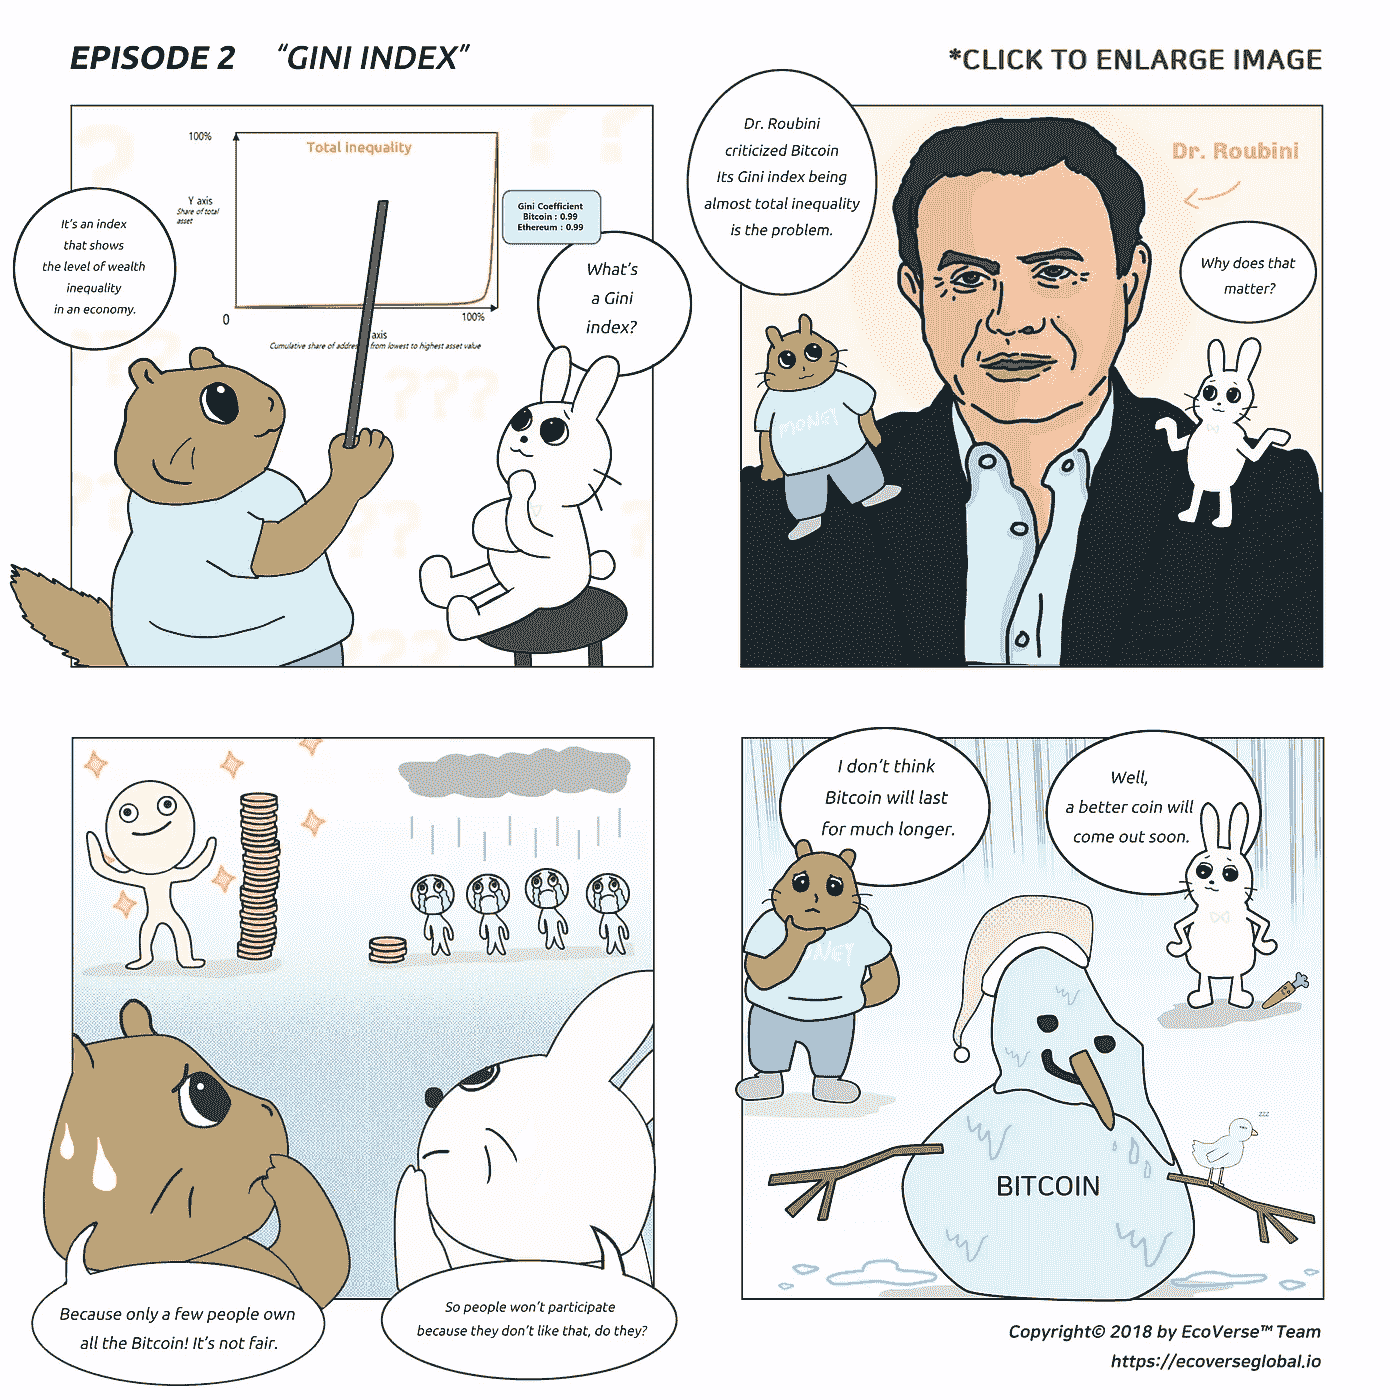 EPISODE 2 "GINI INDEX"
*CLICK TO ENLARGE IMAGE
100%
Total inequality
Y axis
Share of total
asset
Gini Coefficient
Bitcoin : 0.99
Ethereum : 0.99
0
100%
axis
Cumulative share of from lowest to highest asset value
It's an index
that shows
the level of wealth
inequality
in an economy.
What's
a Gini
index?
Dr. Roubini
criticized Bitcoin
Its Gini index being
almost total inequality
is the problem.
Dr. Roubini
Why does that
matter?
MONEY
Because only a few people own
all the Bitcoin! It's not fair.
So people won't participate
because they don't like that, do they?
I don't think
Bitcoin will last
for much longer.
Well,
a better coin will
come out soon.
NEY
zzz
BITCOIN
Copyright© 2018 by EcoVerse™ Team
https://ecoverseglobal.io